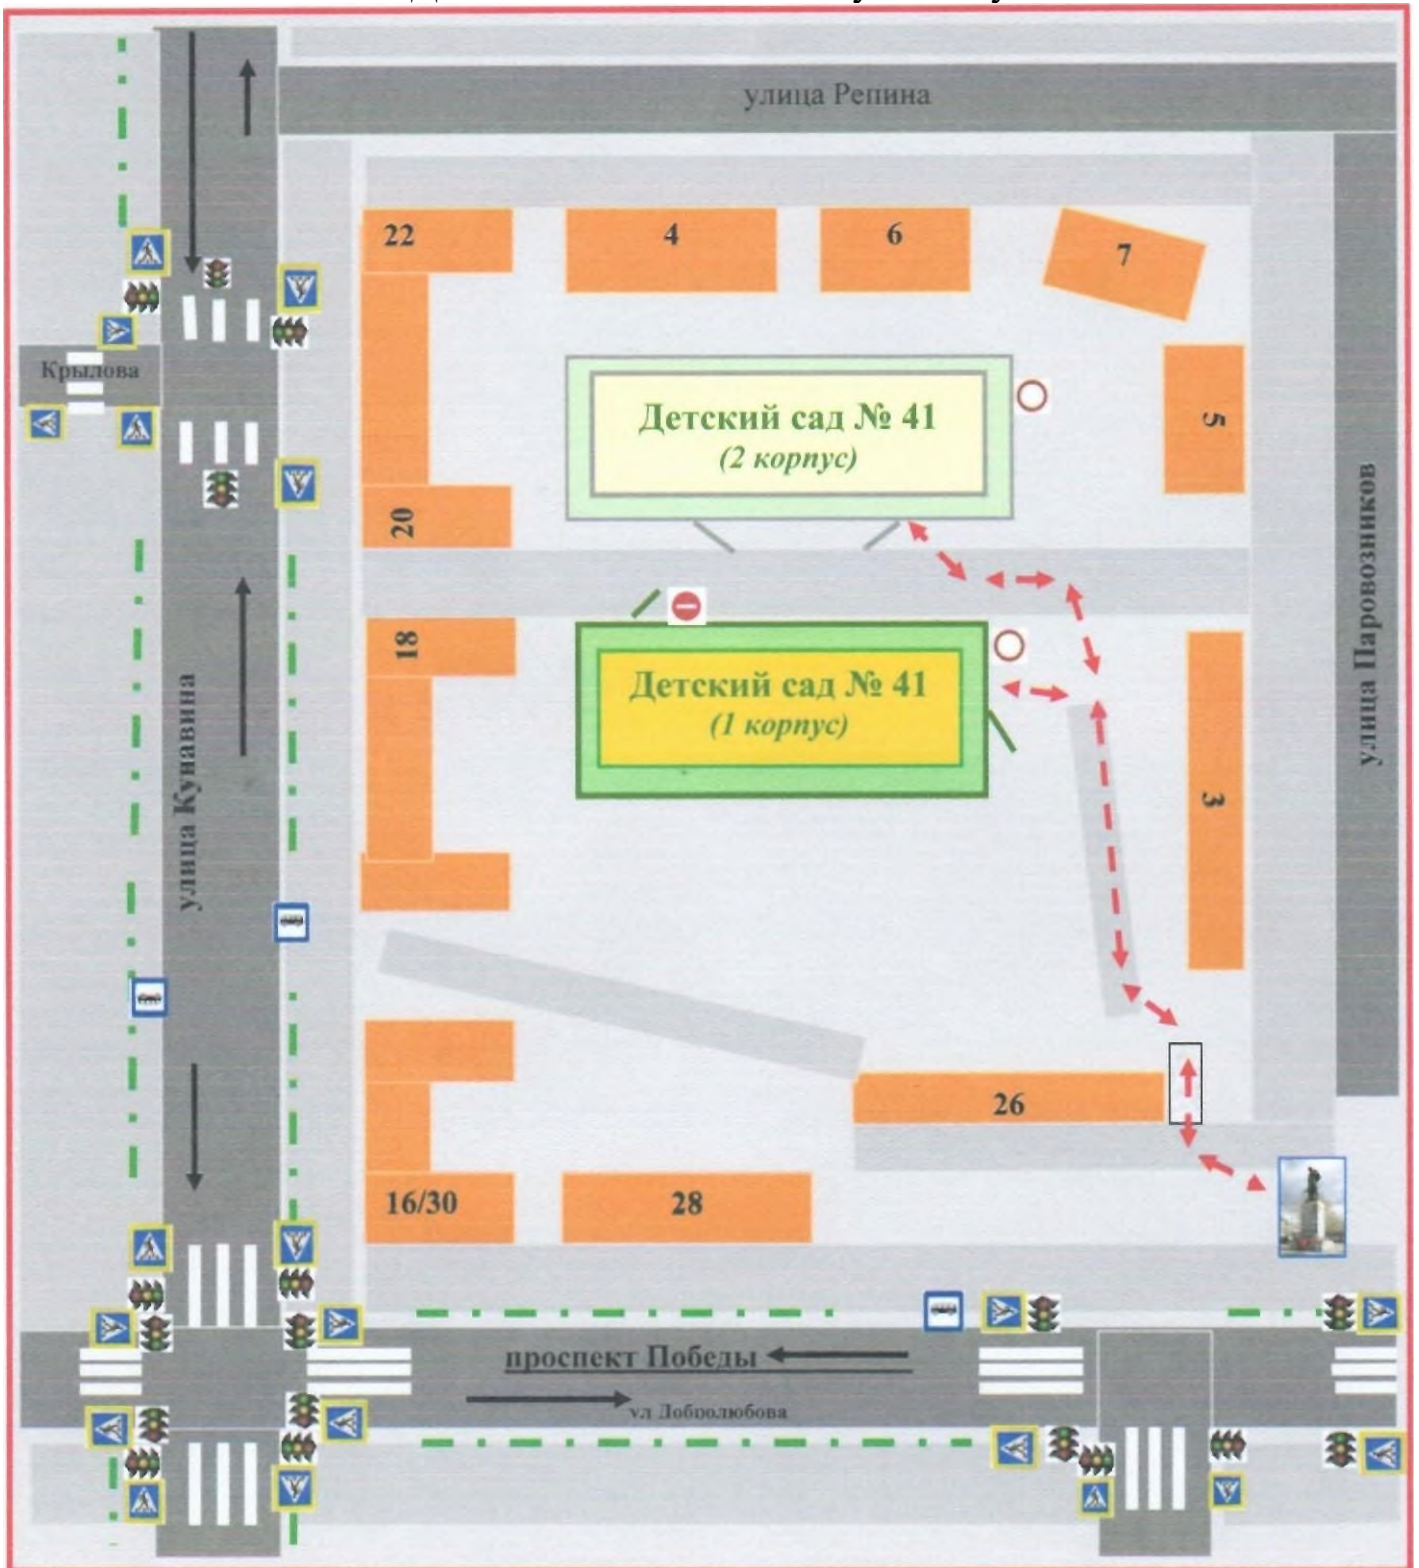 улица Репина
22
4
6
7
Крылова
5
Детский сад № 41
(2 корпус)
20
улица Паровозников
18
Детский сад № 41
(1 корпус)
улица Кунавина
3
26
16/30
28
проспект Победы
ул Добролюбова